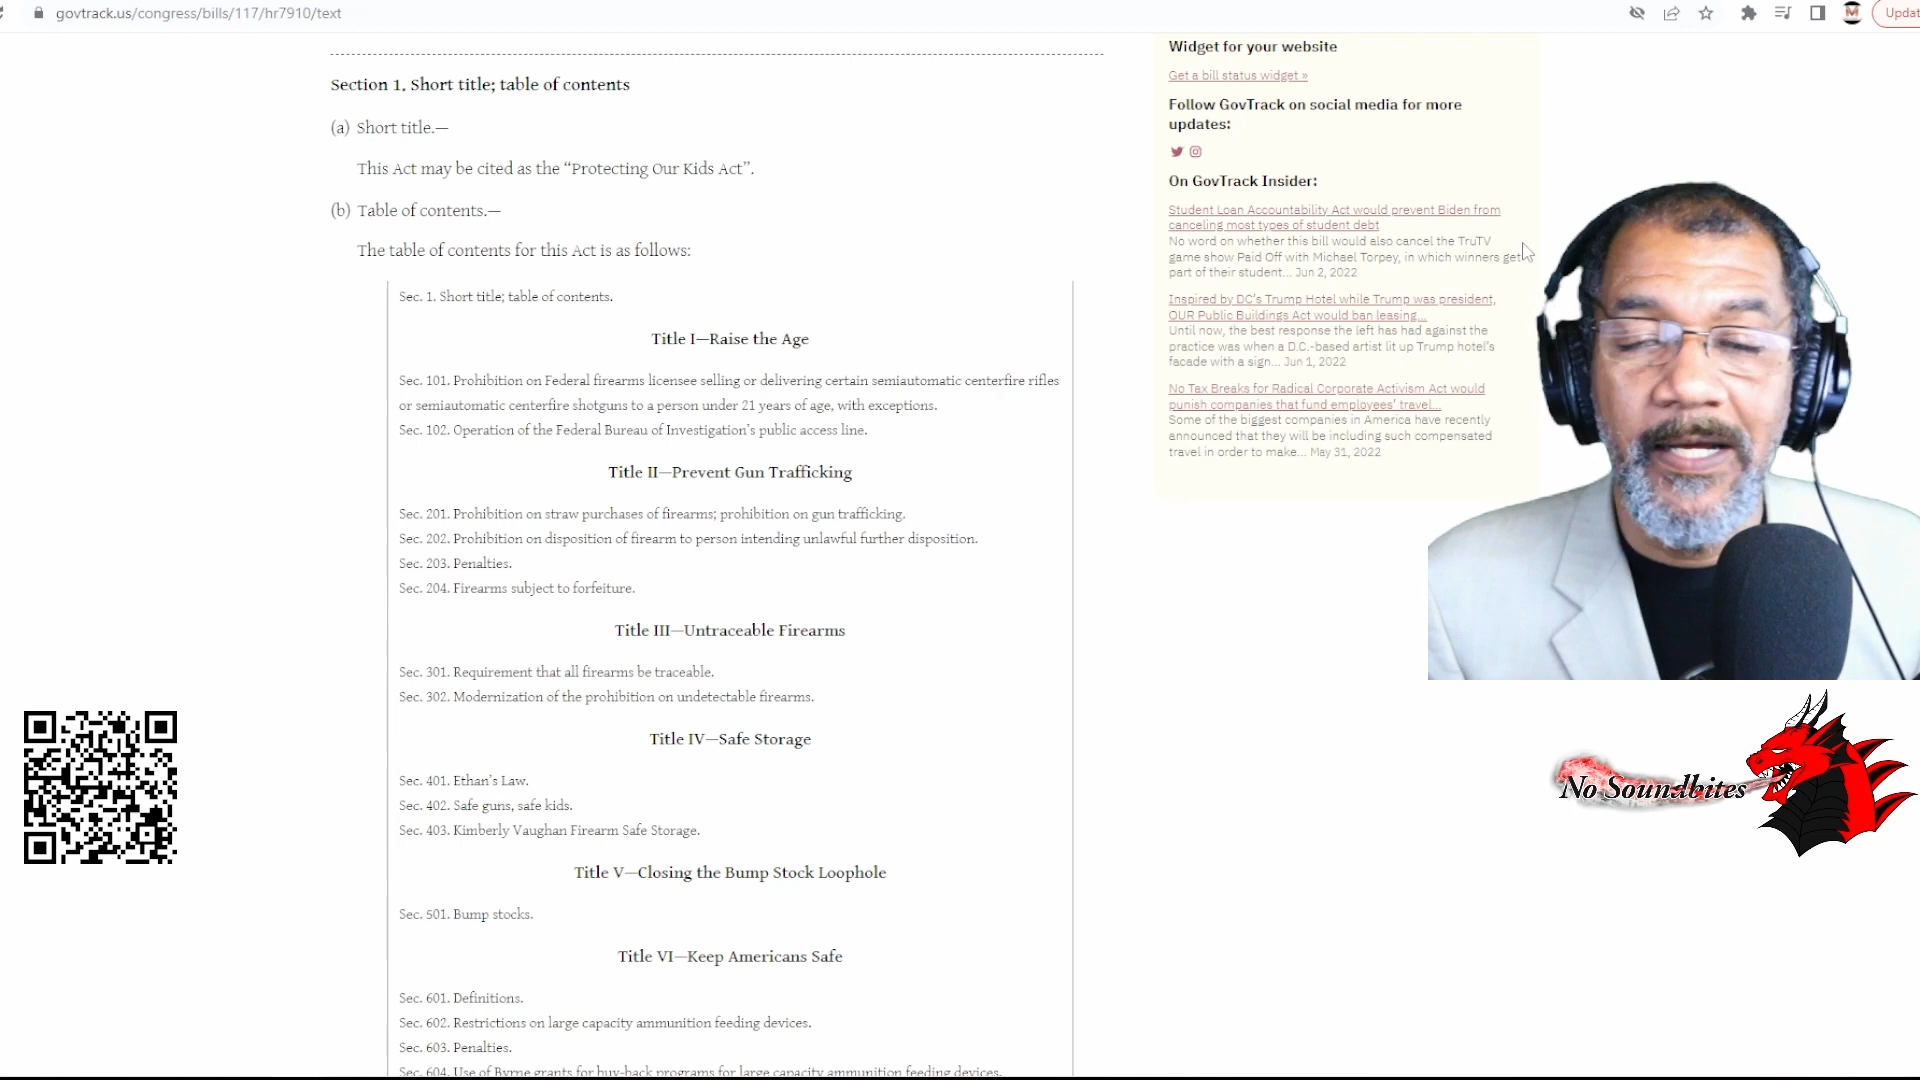 govtrack.us/congress/bills/117/hr7910/text
Updat
Section 1. Short title; table of contents
(a) Short title.—
This Act may be cited as the “Protecting Our Kids Act”.
(b) Table of contents.—
The table of contents for this Act is as follows:
Sec. 1. Short title; table of contents.
Title I—Raise the Age
Sec. 101. Prohibition on Federal firearms licensee selling or delivering certain semiautomatic centerfire rifles
or semiautomatic centerfire shotguns to a person under 21 years of age, with exceptions.
Sec. 102. Operation of the Federal Bureau of Investigation’s public access line.
Title II—Prevent Gun Trafficking
Sec. 201. Prohibition on straw purchases of firearms; prohibition on gun trafficking.
Sec. 202. Prohibition on disposition of firearm to person intending unlawful further disposition.
Sec. 203. Penalties.
Sec. 204. Firearms subject to forfeiture.
Title III—Untraceable Firearms
Sec. 301. Requirement that all firearms be traceable.
Sec. 302. Modernization of the prohibition on undetectable firearms.
Title IV—Safe Storage
Sec. 401. Ethan’s Law.
Sec. 402. Safe guns, safe kids.
Sec. 403. Kimberly Vaughan Firearm Safe Storage.
Title V—Closing the Bump Stock Loophole
Sec. 501. Bump stocks.
Title VI—Keep Americans Safe
Sec. 601. Definitions.
Sec. 602. Restrictions on large capacity ammunition feeding devices.
Sec. 603. Penalties.
Sec. 604. Use of Byrne grants for buy-back programs for large capacity ammunition feeding devices.
Widget for your website
Get a bill status widget »
Follow GovTrack on social media for more
updates:
On GovTrack Insider:
Student Loan Accountability Act would prevent Biden from
canceling most types of student debt
No word on whether this bill would also cancel the TruTV
game show Paid Off with Michael Torpey, in which winners get
part of their student... Jun 2, 2022
Inspired by DC’s Trump Hotel while Trump was president,
OUR Public Buildings Act would ban leasing...
Until now, the best response the left has had against the
practice was when a D.C.-based artist lit up Trump hotel’s
facade with a sign... Jun 1, 2022
No Tax Breaks for Radical Corporate Activism Act would
punish companies that fund employees’ travel...
Some of the biggest companies in America have recently
announced that they will be including such compensated
travel in order to make... May 31, 2022
No Soundbites